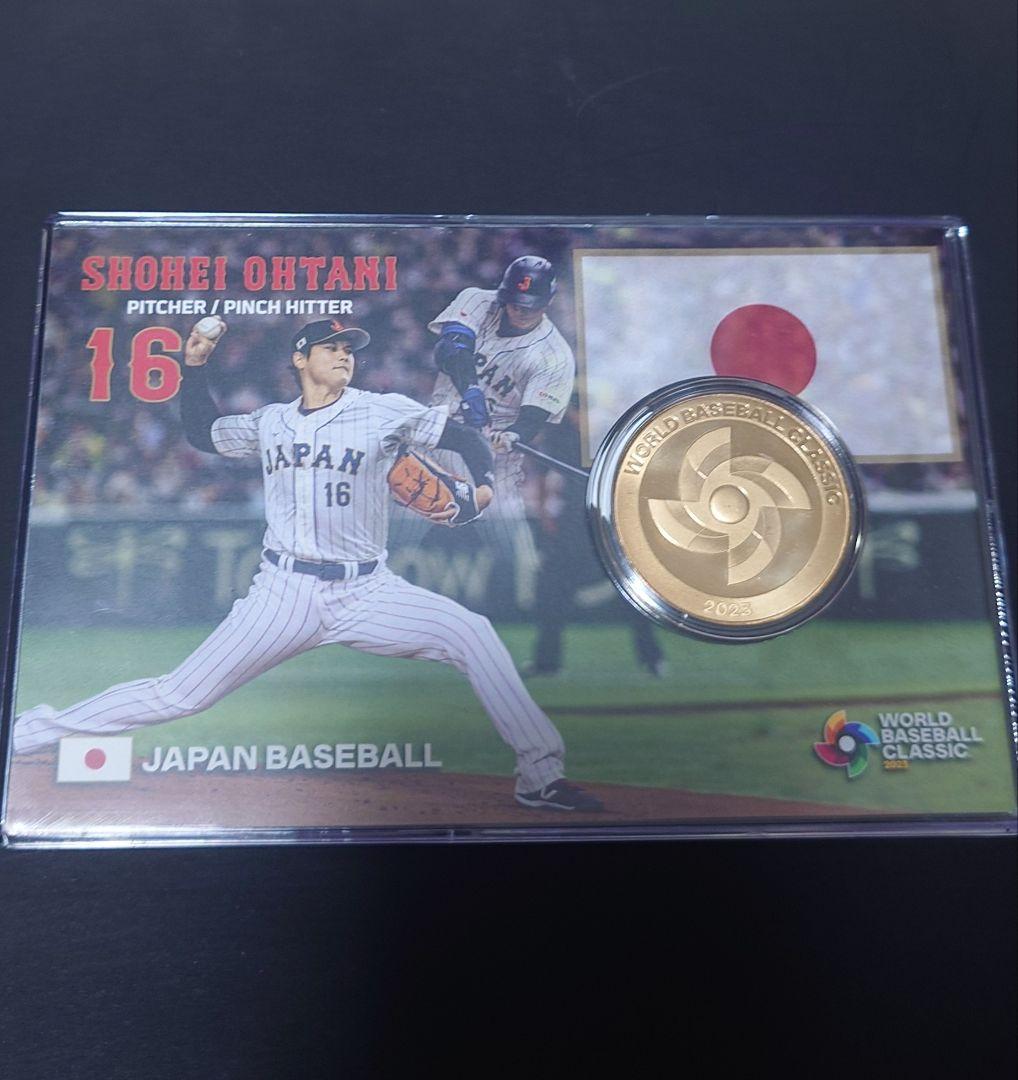 SHOHEI OHTANI
PITCHER / PINCH HITTER
16
J
JAPAN
16
WORLD BASEBALL CLASSIC
2023
JAPAN BASEBALL
WORLD
BASEBALL
CLASSIC
2023